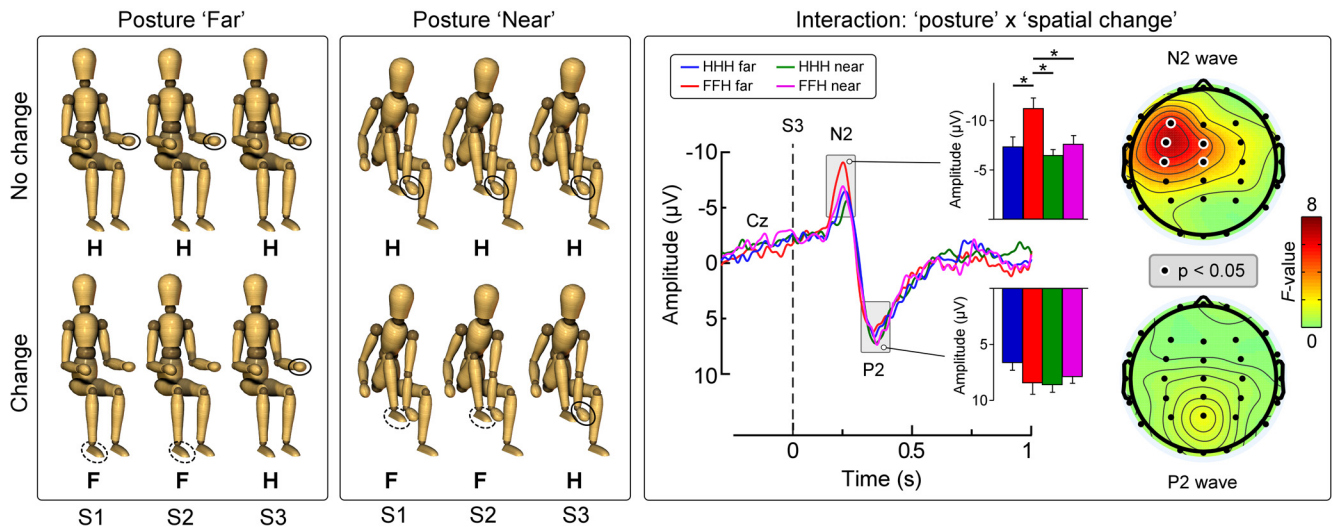 Posture ‘Far’
Posture ‘Near’
Interaction: ‘posture’ x ‘spatial change’
No change
H H H
H H H
Change
F F H
F F H
S1 S2 S3
S1 S2 S3
HHH far HHH near
FFH far FFH near
S3
N2
Cz
P2
Amplitude (µV)
-10
-5
0
5
10
0 0.5 1
Time (s)
* * *
Amplitude (µV)
-10
-5
Amplitude (µV)
5
10
N2 wave
p < 0.05
8
F-value
0
P2 wave